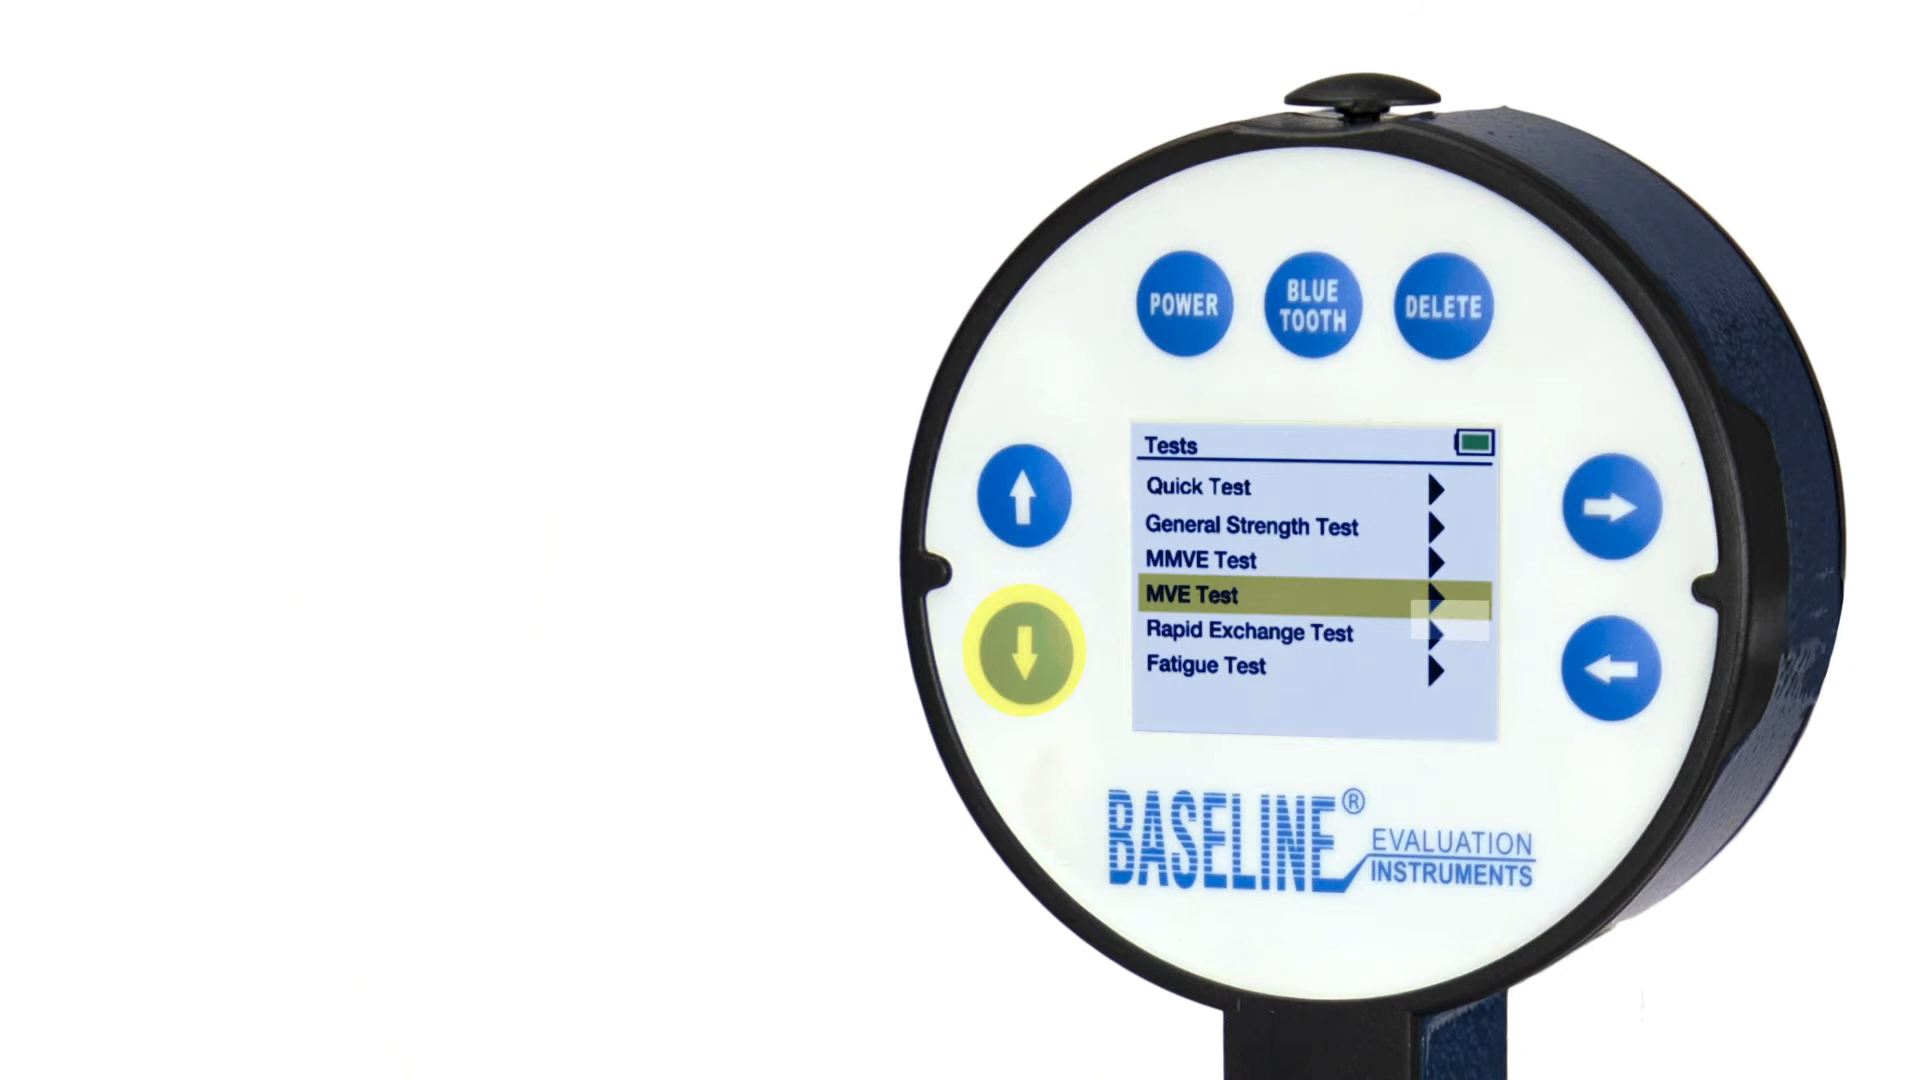 POWER
BLUE
TOOTH
DELETE
Tests
Quick Test
General Strength Test
MMVE Test
MVE Test
Rapid Exchange Test
Fatigue Test
BASELINE®
EVALUATION
INSTRUMENTS